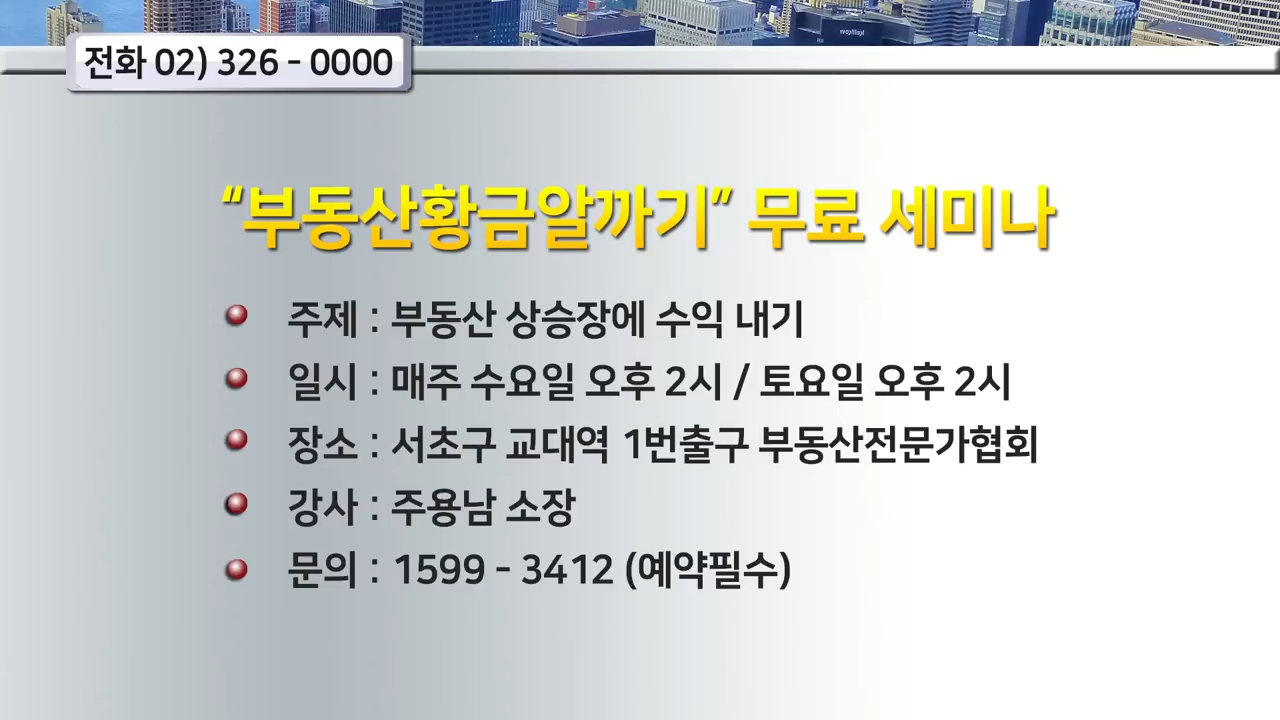 전화 02) 326 - 0000
“부동산황금알까기” 무료 세미나
주제 : 부동산 상승장에 수익 내기
일시 : 매주 수요일 오후 2시 / 토요일 오후 2시
장소 : 서초구 교대역 1번출구 부동산전문가협회
강사 : 주용남 소장
문의 : 1599 - 3412 (예약필수)